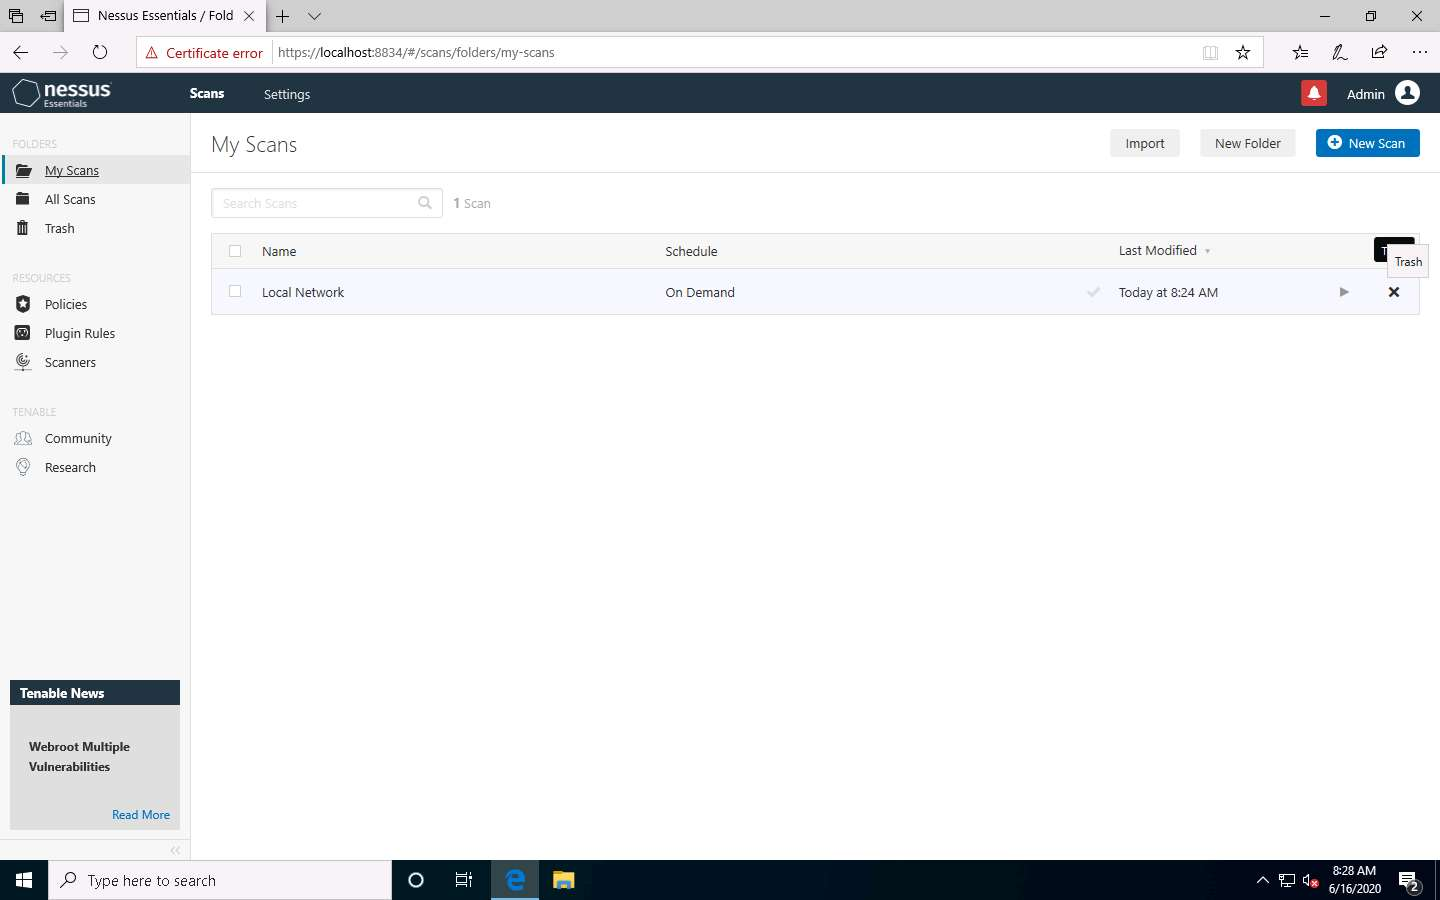 Nessus Essentials / Fold
Certificate error
https://localhost:8834/#/scans/folders/my-scans
nessus
Essentials
Scans
Settings
Admin
FOLDERS
My Scans
All Scans
Trash
RESOURCES
Policies
Plugin Rules
Scanners
TENABLE
Community
Research
Tenable News
Webroot Multiple
Vulnerabilities
Read More
My Scans
Import
New Folder
New Scan
Search Scans
1 Scan
Name
Schedule
Last Modified
Trash
Local Network
On Demand
Today at 8:24 AM
Type here to search
8:28 AM
6/16/2020
2